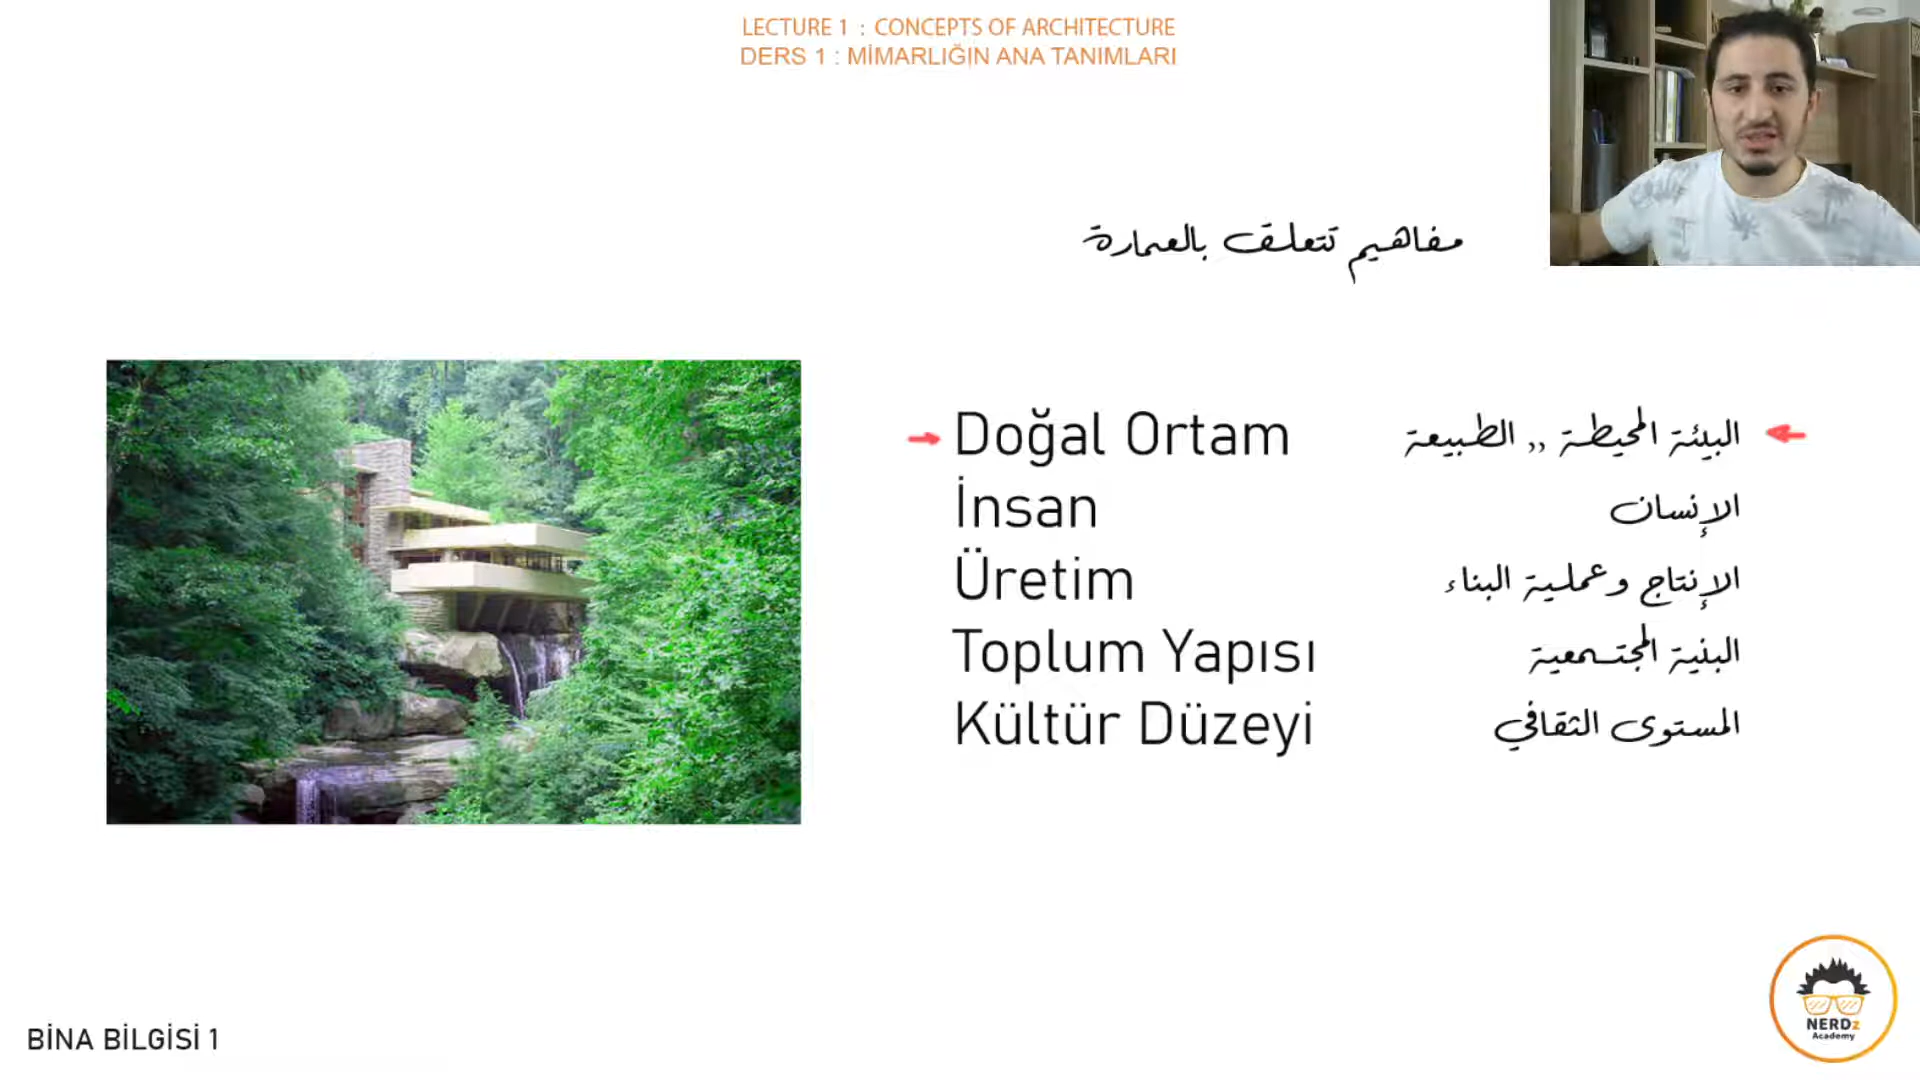 LECTURE 1 : CONCEPTS OF ARCHITECTURE
DERS 1 : MİMARLIĞIN ANA TANIMLARI
مفاهيم تتعلق بالعمارة
Doğal Ortam البيئة المحيطة ,, الطبيعة
İnsan الإنسان
Üretim الإنتاج وعملية البناء
Toplum Yapısı البنية المجتمعية
Kültür Düzeyi المستوى الثقافي
NERDz
Academy
BİNA BİLGİSİ 1